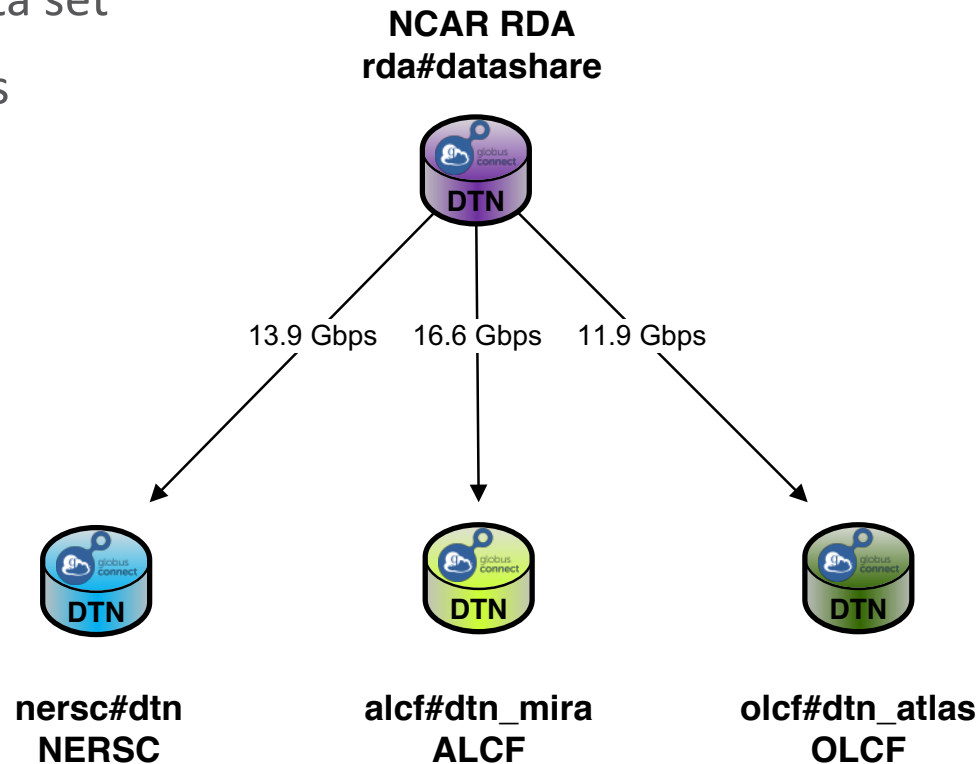 set
NCAR RDA
rda#datashare
globus
connect
DTN
13.9 Gbps
16.6 Gbps
11.9 Gbps
globus
connect
DTN
globus
connect
DTN
globus
connect
DTN
nersc#dtn
NERSC
alcf#dtn_mira
ALCF
olcf#dtn_atlas
OLCF